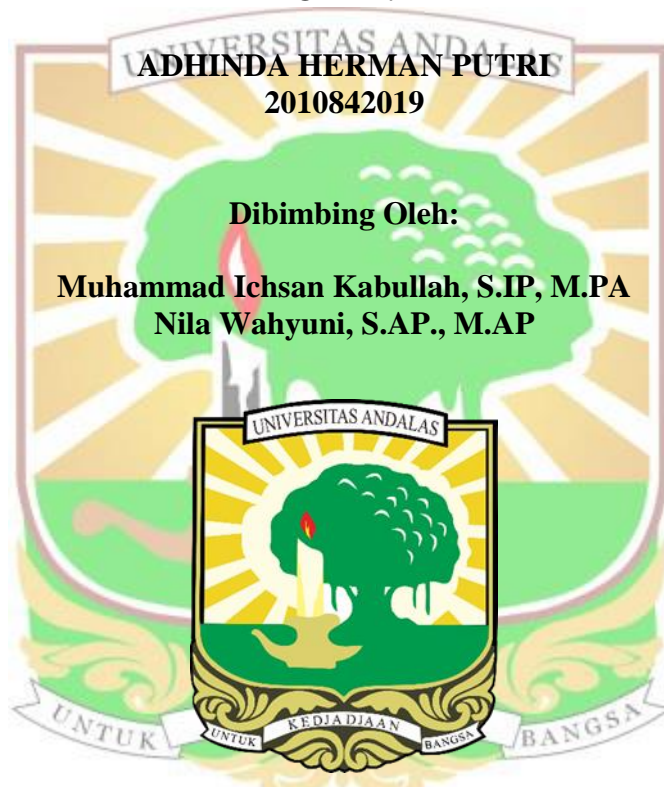 UNIVERSITAS ANDALAS
ADHINDA HERMAN PUTRI
2010842019
Dibimbing Oleh:
Muhammad Ichsan Kabullah, S.IP, M.PA
Nila Wahyuni, S.AP., M.AP
UNIVERSITAS ANDALAS
UNTUK KEDJADJAAN BANGSA
UNTUK BANGSA